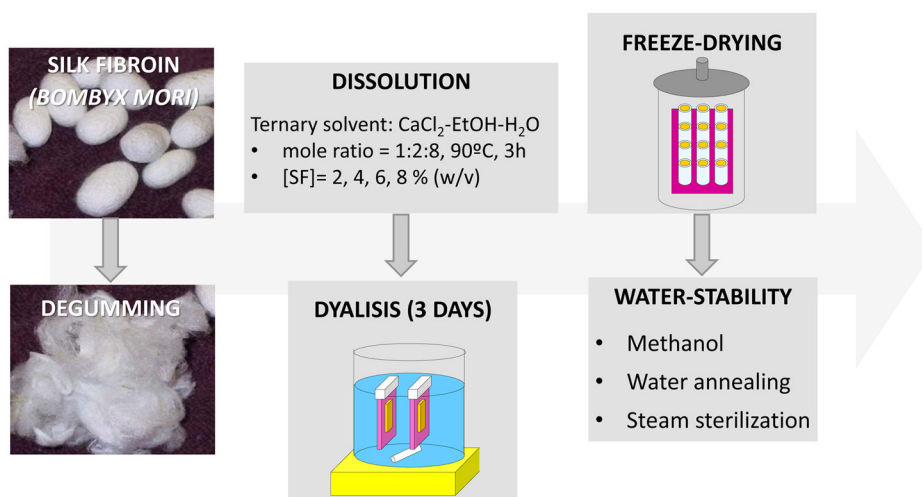 SILK FIBROIN
(BOMBYX MORI)
DEGUMMING
DISSOLUTION
Ternary solvent: CaCl₂-EtOH-H₂O
• mole ratio = 1:2:8, 90ºC, 3h
• [SF]= 2, 4, 6, 8 % (w/v)
DYALISIS (3 DAYS)
FREEZE-DRYING
WATER-STABILITY
• Methanol
• Water annealing
• Steam sterilization